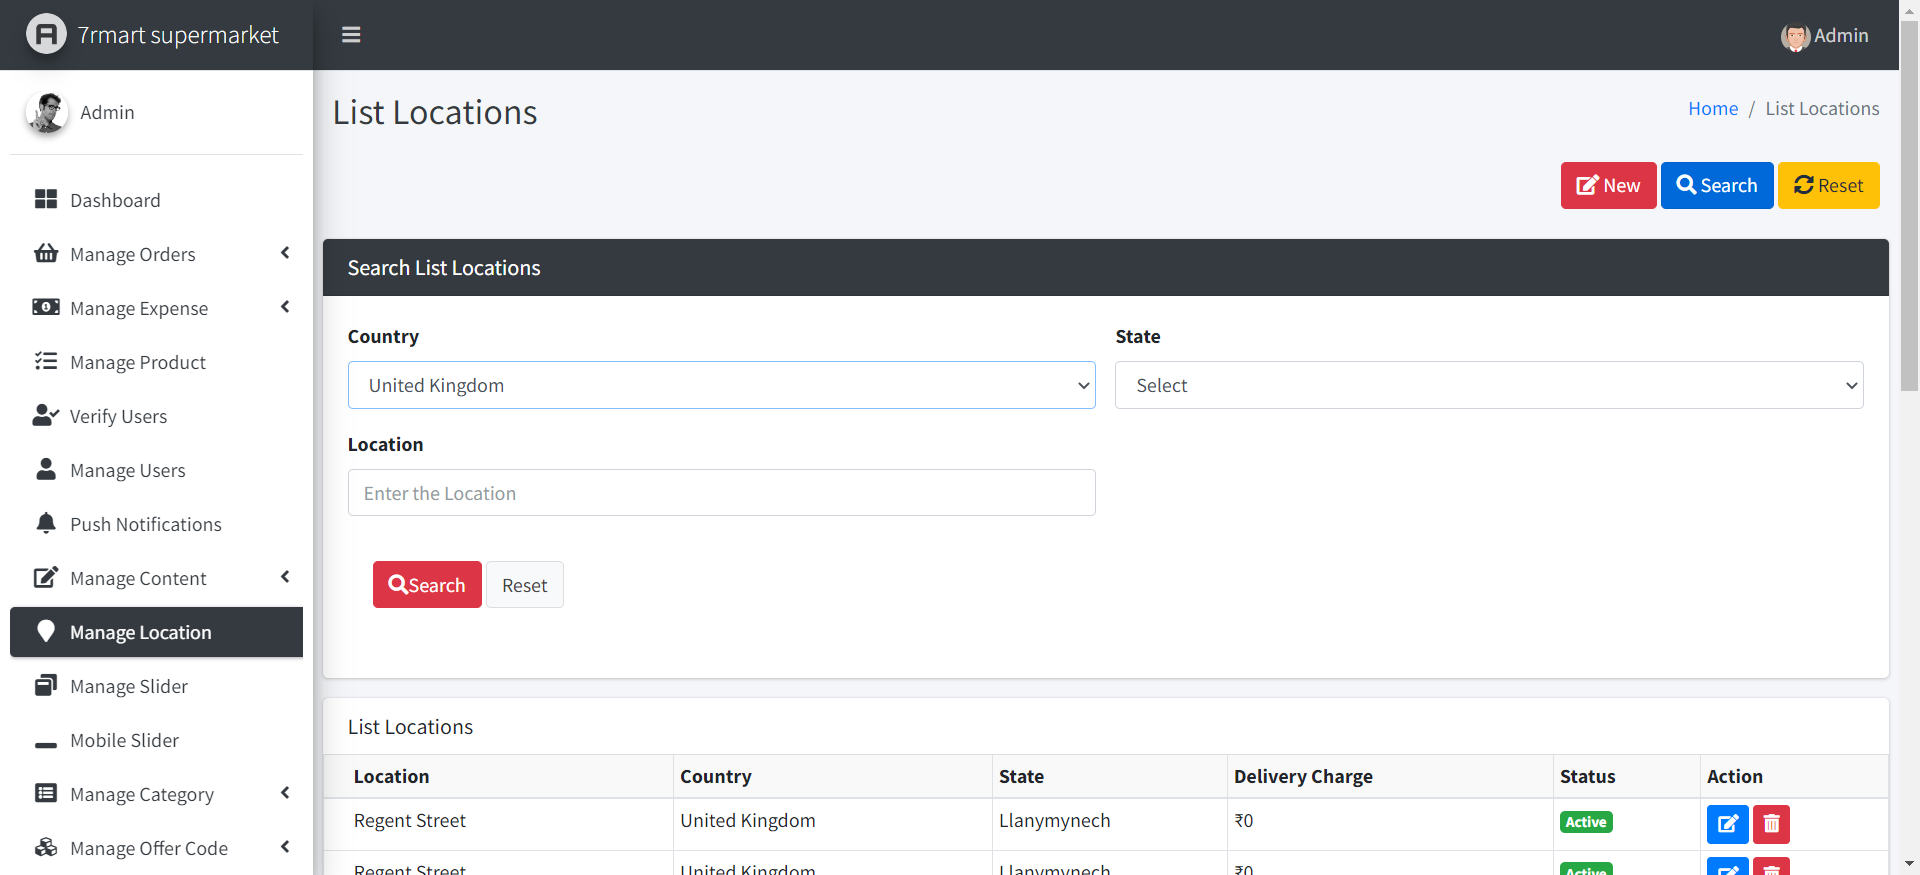 7rmart supermarket
Admin
Admin
List Locations
Home / List Locations
New Search Reset
Dashboard
Manage Orders
Manage Expense
Manage Product
Verify Users
Manage Users
Push Notifications
Manage Content
Manage Location
Manage Slider
Mobile Slider
Manage Category
Manage Offer Code
Search List Locations
Country State
United Kingdom Select
Location
Enter the Location
Search Reset
List Locations
Location Country State Delivery Charge Status Action
Regent Street United Kingdom Llanymynech ₹0 Active
Regent Street United Kingdom Llanymynech ₹0 Active